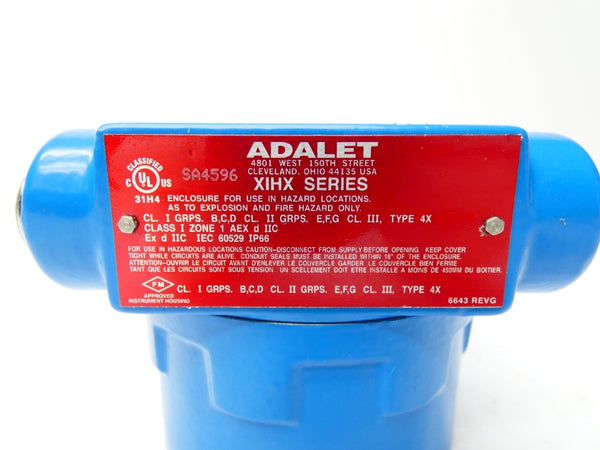 ADALET
4801 WEST 150TH STREET
CLEVELAND, OHIO 44135 USA
XIHX SERIES
CLASSIFIED
C UL US
SA4596
31H4 ENCLOSURE FOR USE IN HAZARD LOCATIONS.
AS TO EXPLOSION AND FIRE HAZARD ONLY.
CL. I GRPS. B,C,D CL. II GRPS. E,F,G CL. III, TYPE 4X
CLASS I ZONE 1 AEX d IIC
Ex d IIC IEC 60529 IP66
FOR USE IN HAZARDOUS LOCATIONS CAUTION-DISCONNECT FROM SUPPLY BEFORE OPENING. KEEP COVER
TIGHT WHILE CIRCUITS ARE ALIVE. CONDUIT SEALS MUST BE INSTALLED WITHIN 18" OF THE ENCLOSURE.
ATTENTION-OUVRIR LE CIRCUIT AVANT D'ENLEVER LE COUVERCLE GARDER LE COUVERCLE BIEN FERME
TANT QUE LES CIRCUITS SONT SOUS TENSION. UN SCELLEMENT DOIT ETRE INSTALLE A MOINS DE 450MM DU BOITIER.
FM
APPROVED
INSTRUMENT HOUSING
CL. I GRPS. B,C,D CL. II GRPS. E,F,G CL. III, TYPE 4X
6643 REVG